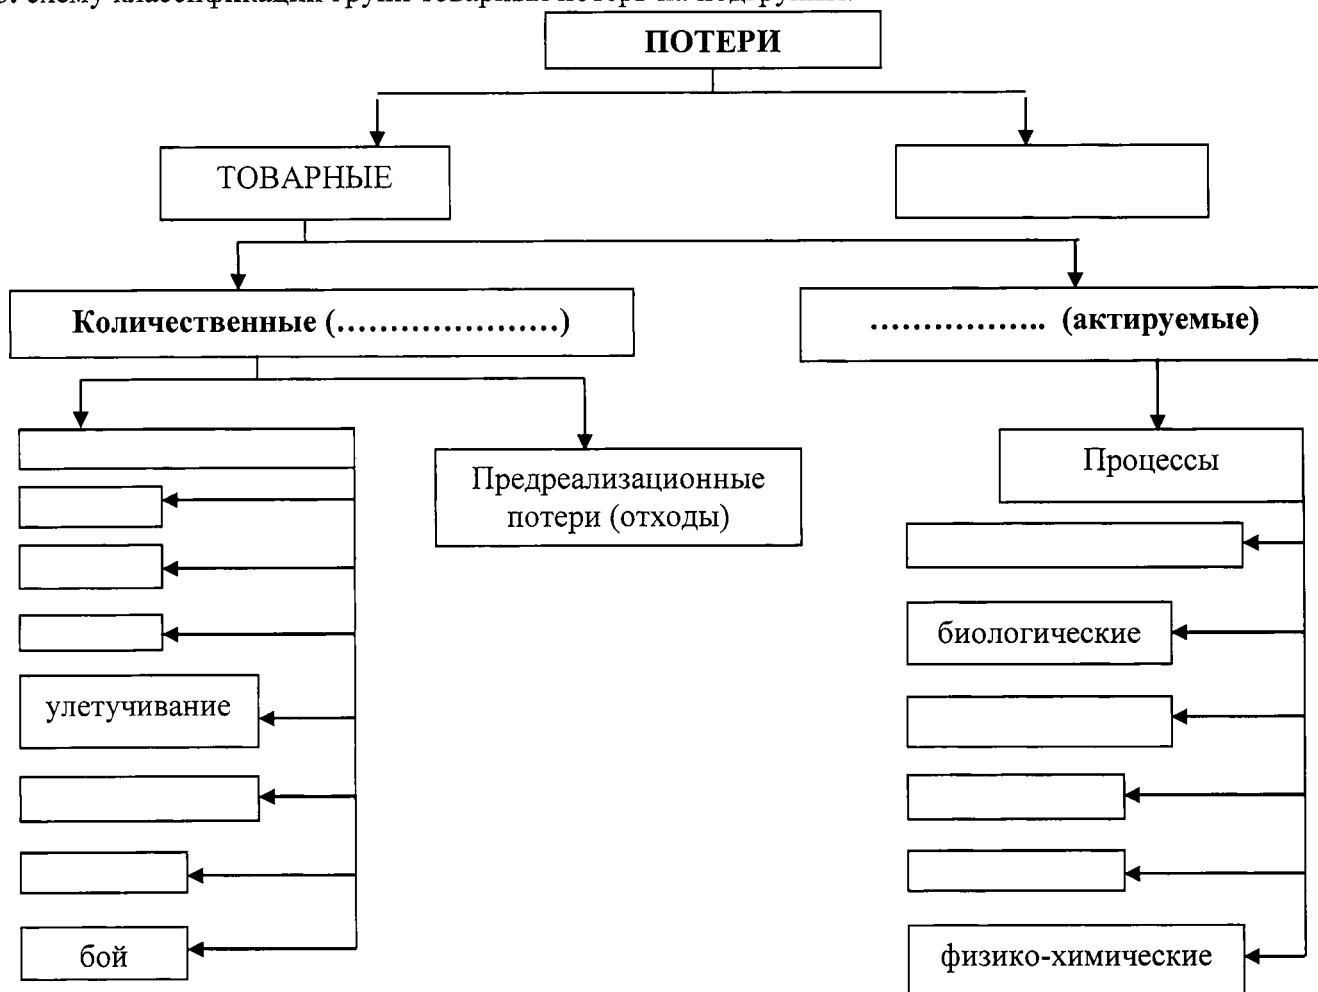 ПОТЕРИ
ТОВАРНЫЕ
Количественные (......................)
.................. (актируемые)
Предреализационные
потери (отходы)
Процессы
биологические
улетучивание
бой
физико-химические